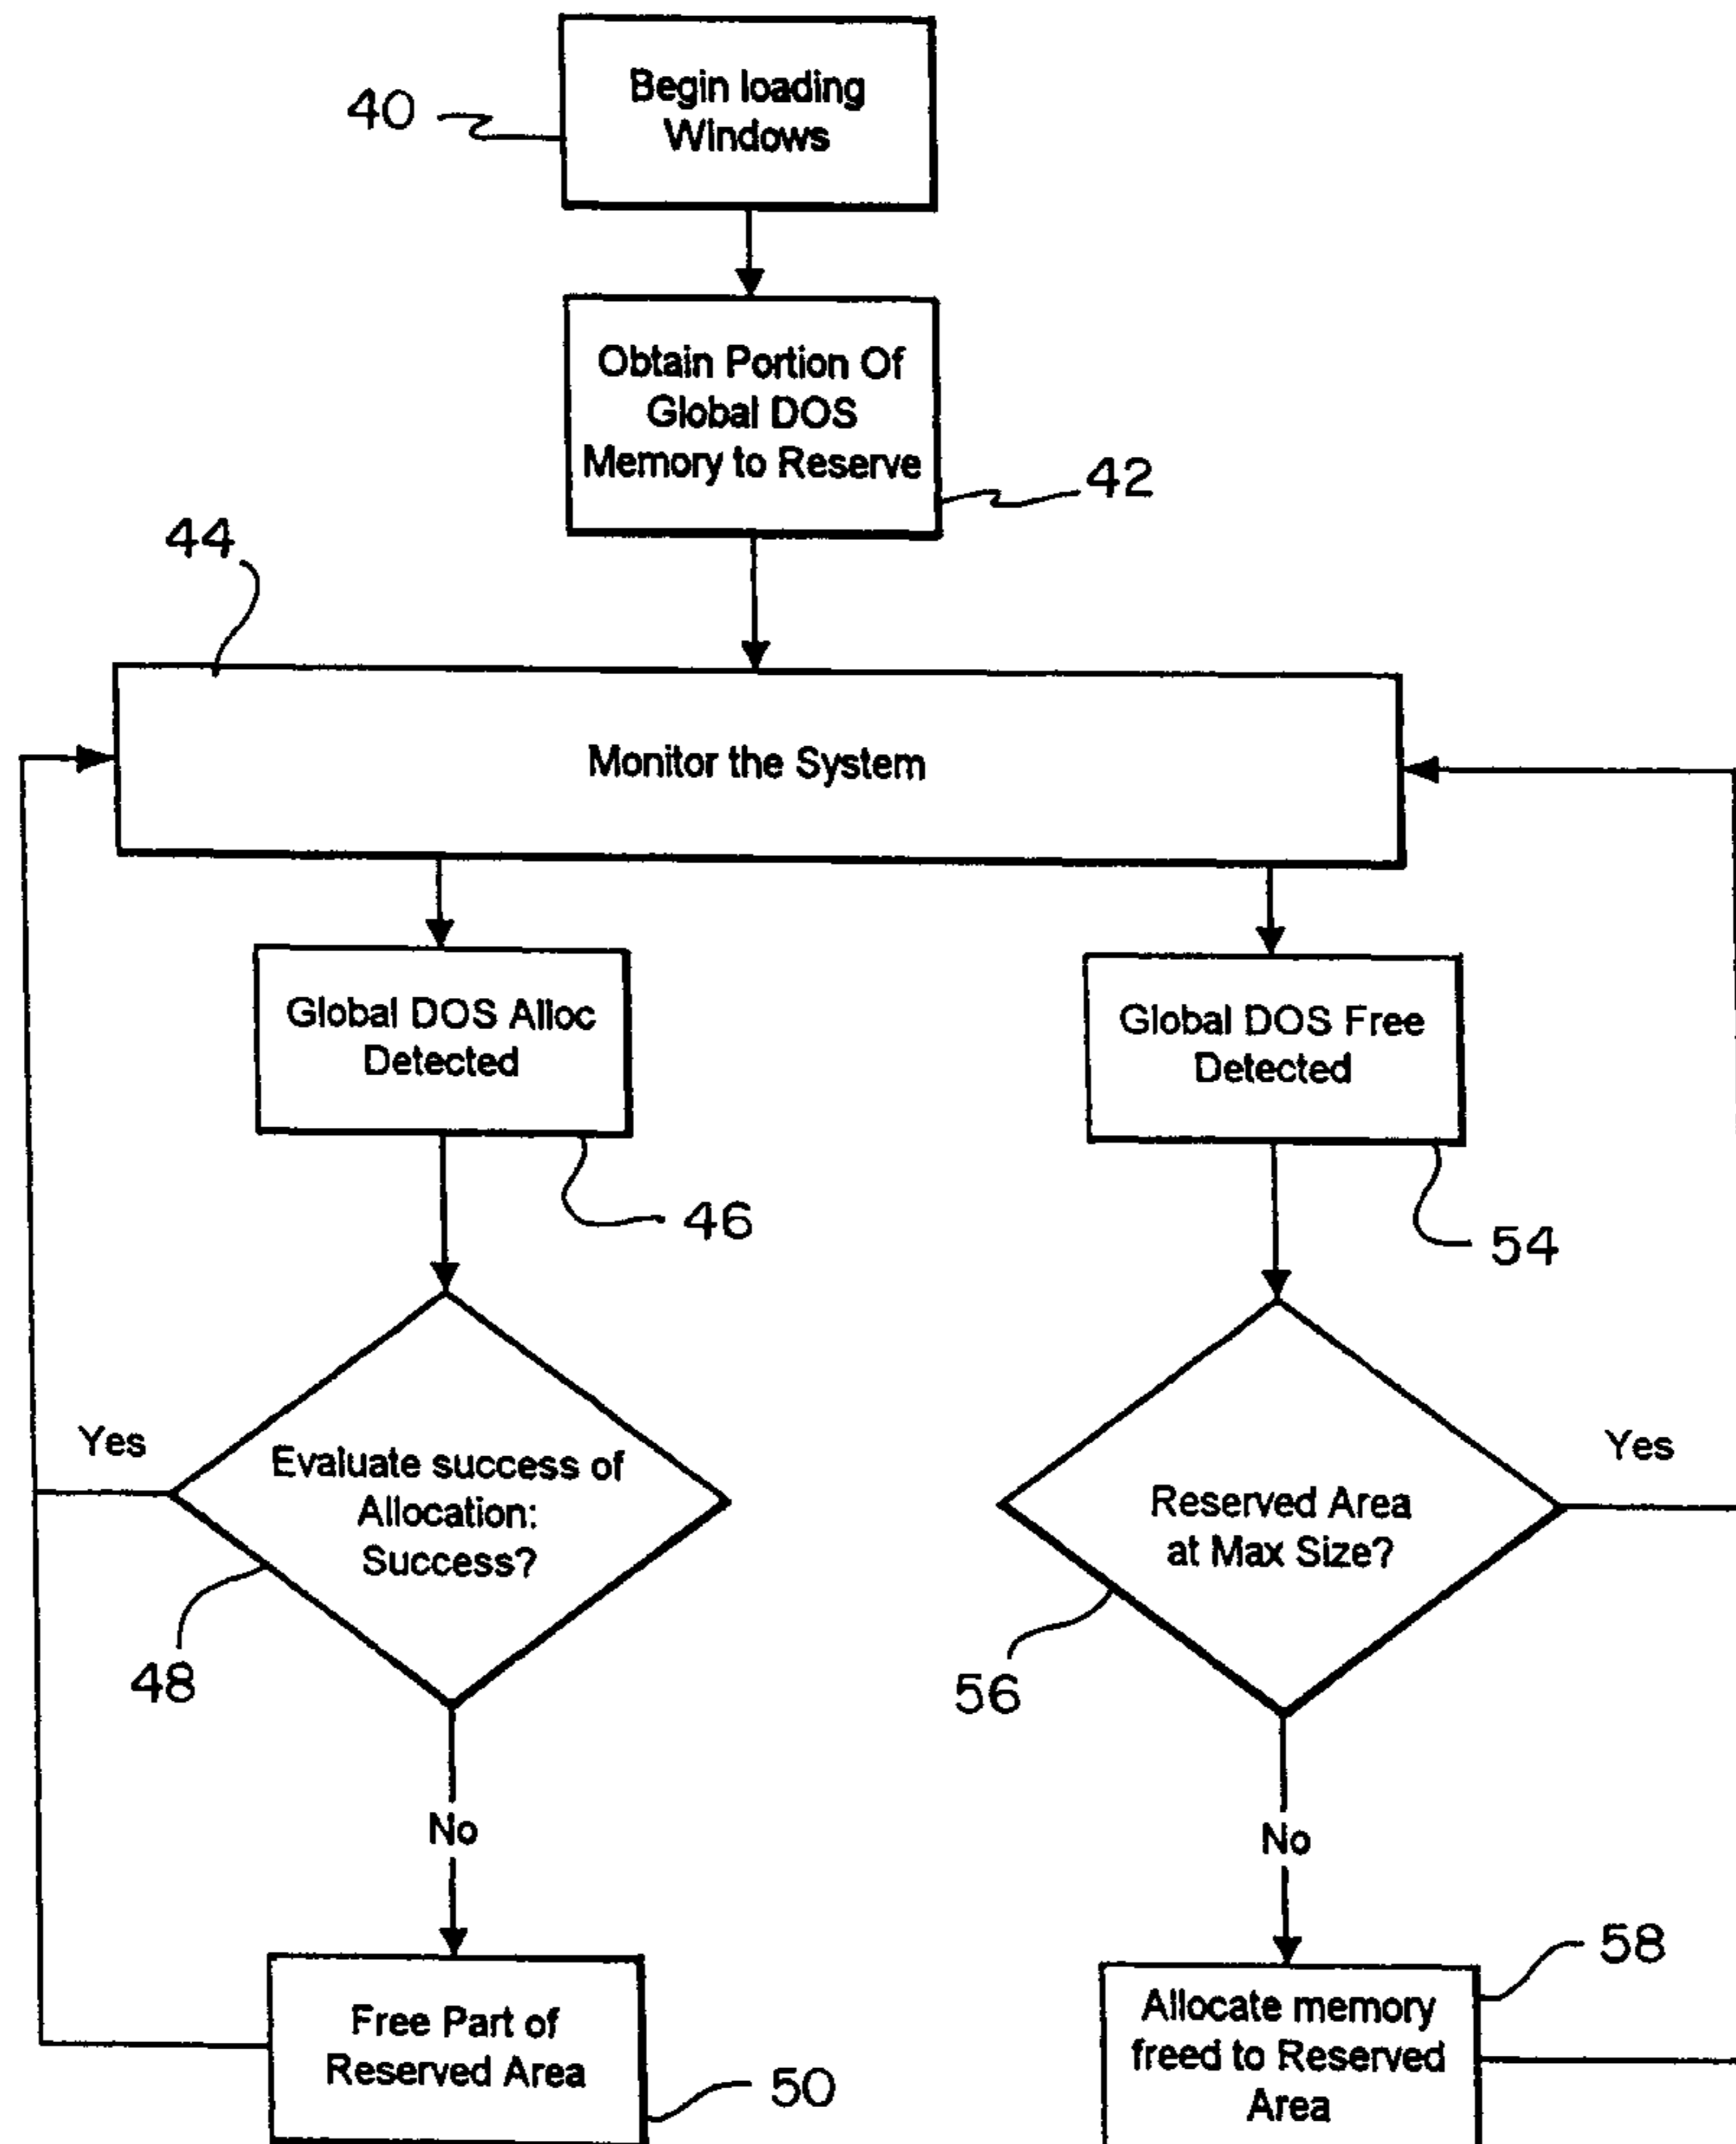 Begin loading
Windows
40
Obtain Portion Of
Global DOS
Memory to Reserve
42
44
Monitor the System
Global DOS Alloc
Detected
46
Global DOS Free
Detected
54
Evaluate success of
Allocation:
Success?
Yes
48
No
Reserved Area
at Max Size?
Yes
56
No
Free Part of
Reserved Area
50
Allocate memory
freed to Reserved
Area
58